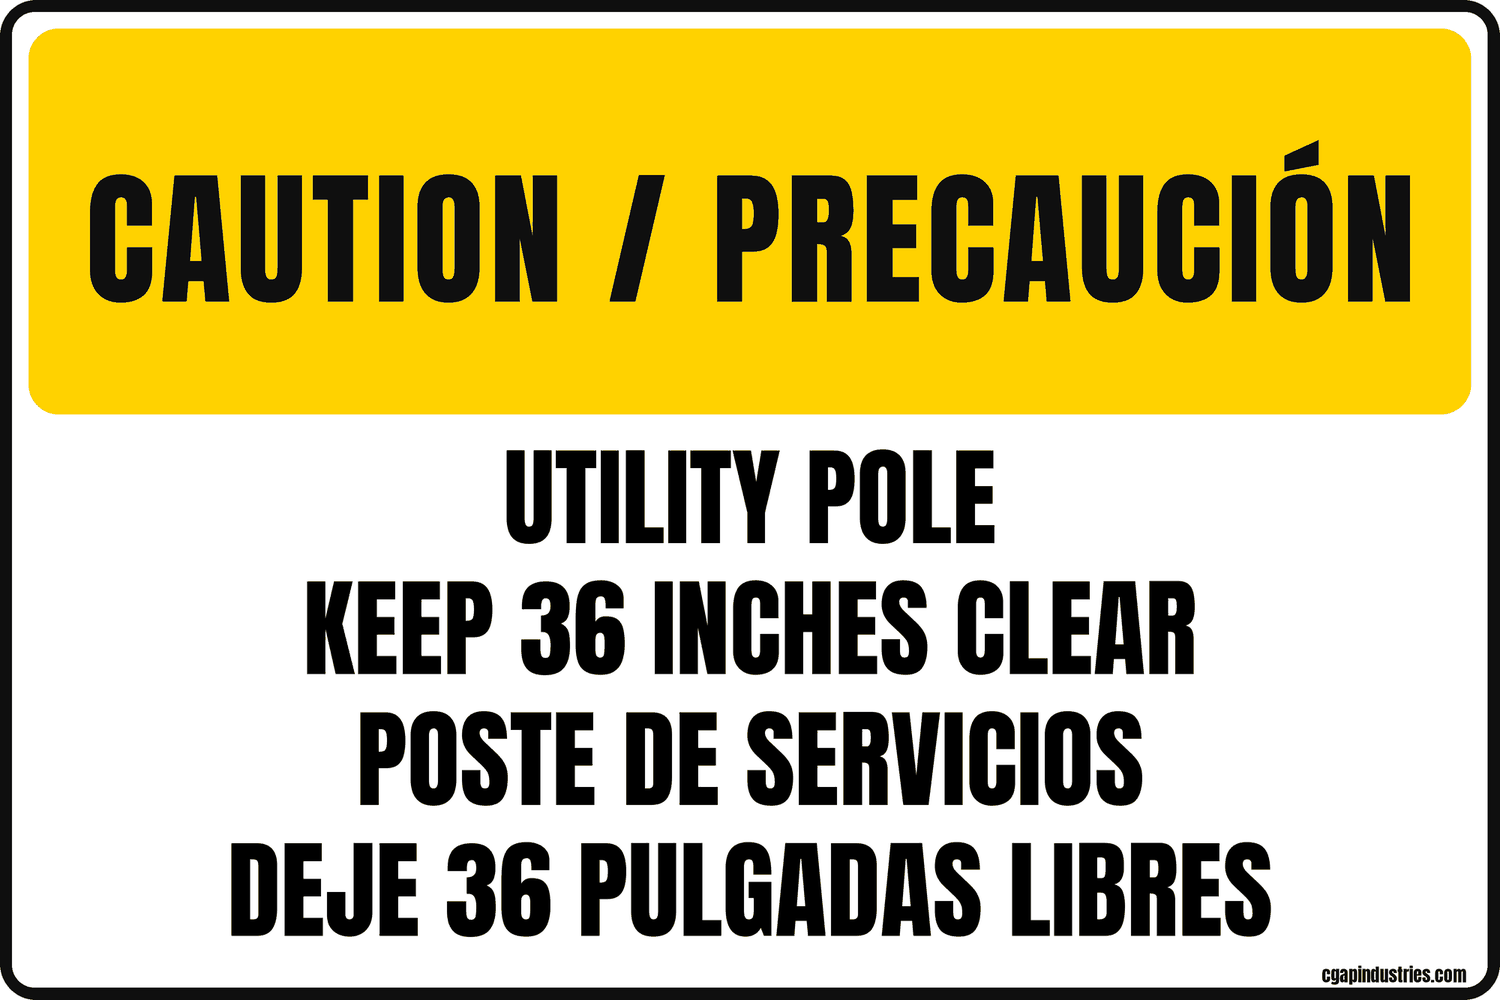 CAUTION / PRECAUCIÓN
UTILITY POLE
KEEP 36 INCHES CLEAR
POSTE DE SERVICIOS
DEJE 36 PULGADAS LIBRES
cgapindustries.com